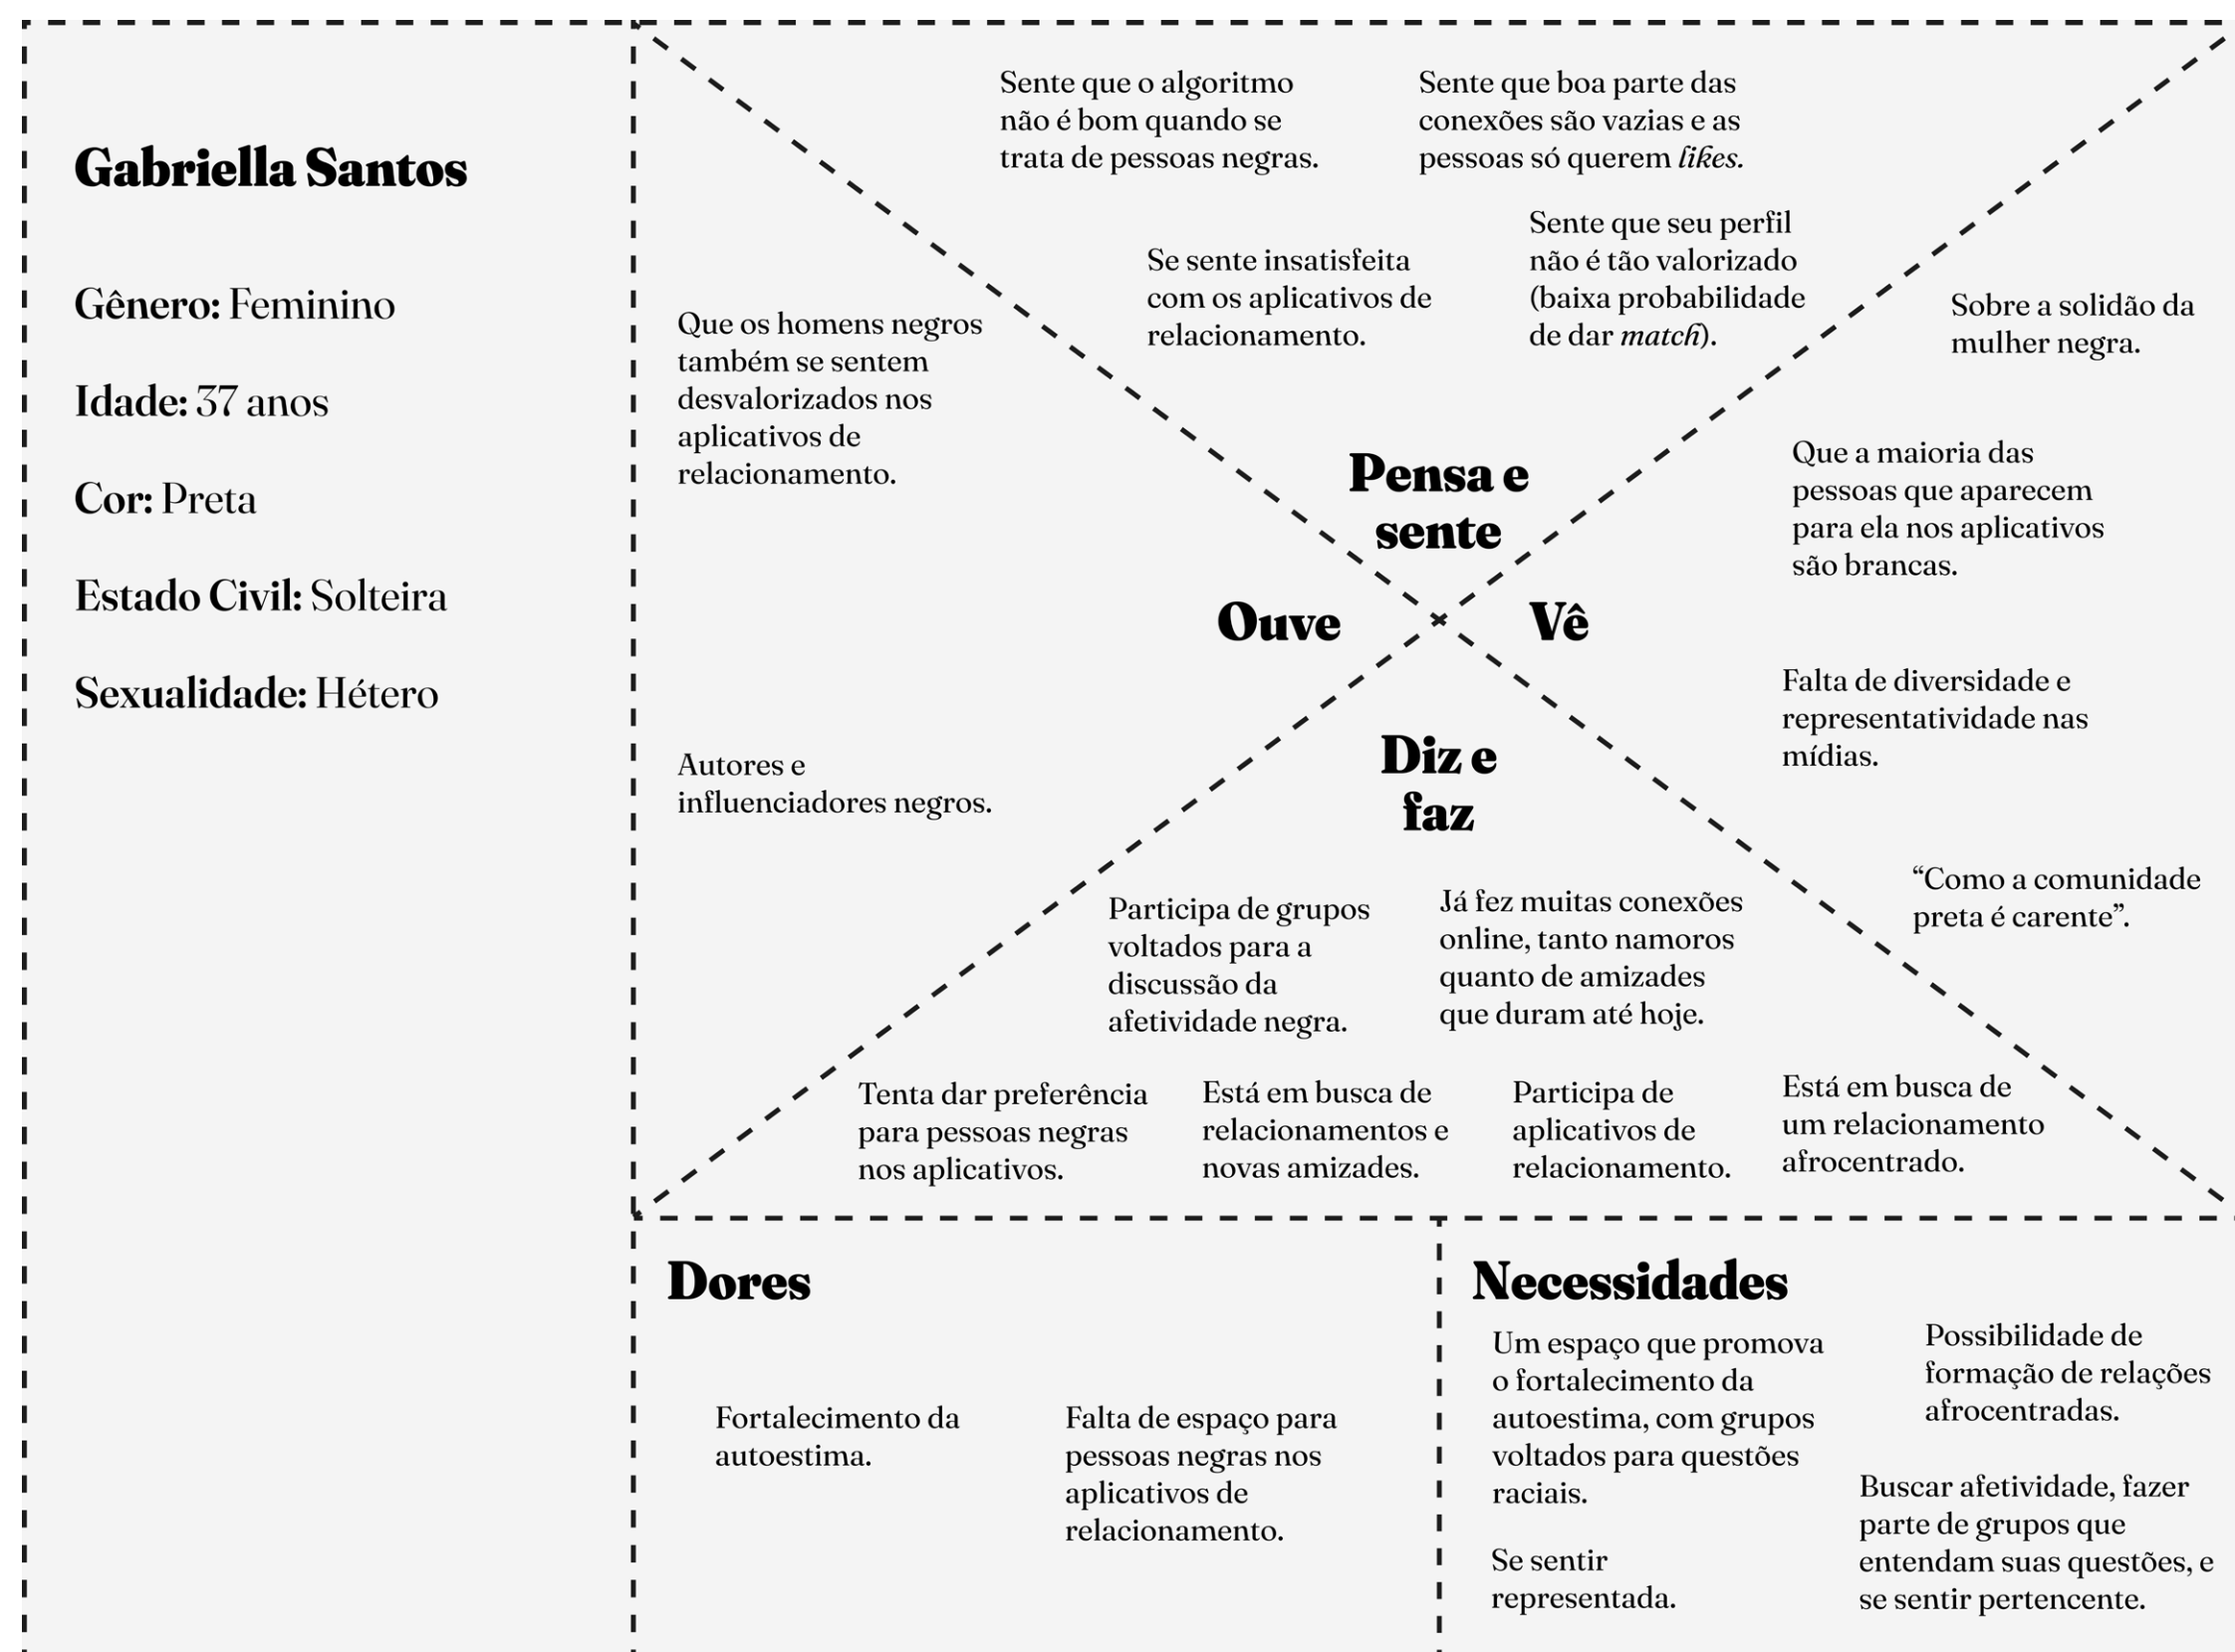 Gabriella Santos
Gênero: Feminino
Idade: 37 anos
Cor: Preta
Estado Civil: Solteira
Sexualidade: Hétero
Sente que o algoritmo
não é bom quando se
trata de pessoas negras.
Sente que boa parte das
conexões são vazias e as
pessoas só querem likes.
Se sente insatisfeita
com os aplicativos de
relacionamento.
Sente que seu perfil
não é tão valorizado
(baixa probabilidade
de dar match).
Pensa e
sente
Que os homens negros
também se sentem
desvalorizados nos
aplicativos de
relacionamento.
Ouve
Autores e
influenciadores negros.
Sobre a solidão da
mulher negra.
Que a maioria das
pessoas que aparecem
para ela nos aplicativos
são brancas.
Vê
Falta de diversidade e
representatividade nas
mídias.
“Como a comunidade
preta é carente”.
Diz e
faz
Participa de grupos
voltados para a
discussão da
afetividade negra.
Já fez muitas conexões
online, tanto namoros
quanto de amizades
que duram até hoje.
Tenta dar preferência
para pessoas negras
nos aplicativos.
Está em busca de
relacionamentos e
novas amizades.
Participa de
aplicativos de
relacionamento.
Está em busca de
um relacionamento
afrocentrado.
Dores
Fortalecimento da
autoestima.
Falta de espaço para
pessoas negras nos
aplicativos de
relacionamento.
Necessidades
Um espaço que promova
o fortalecimento da
autoestima, com grupos
voltados para questões
raciais.
Possibilidade de
formação de relações
afrocentradas.
Se sentir
representada.
Buscar afetividade, fazer
parte de grupos que
entendam suas questões, e
se sentir pertencente.